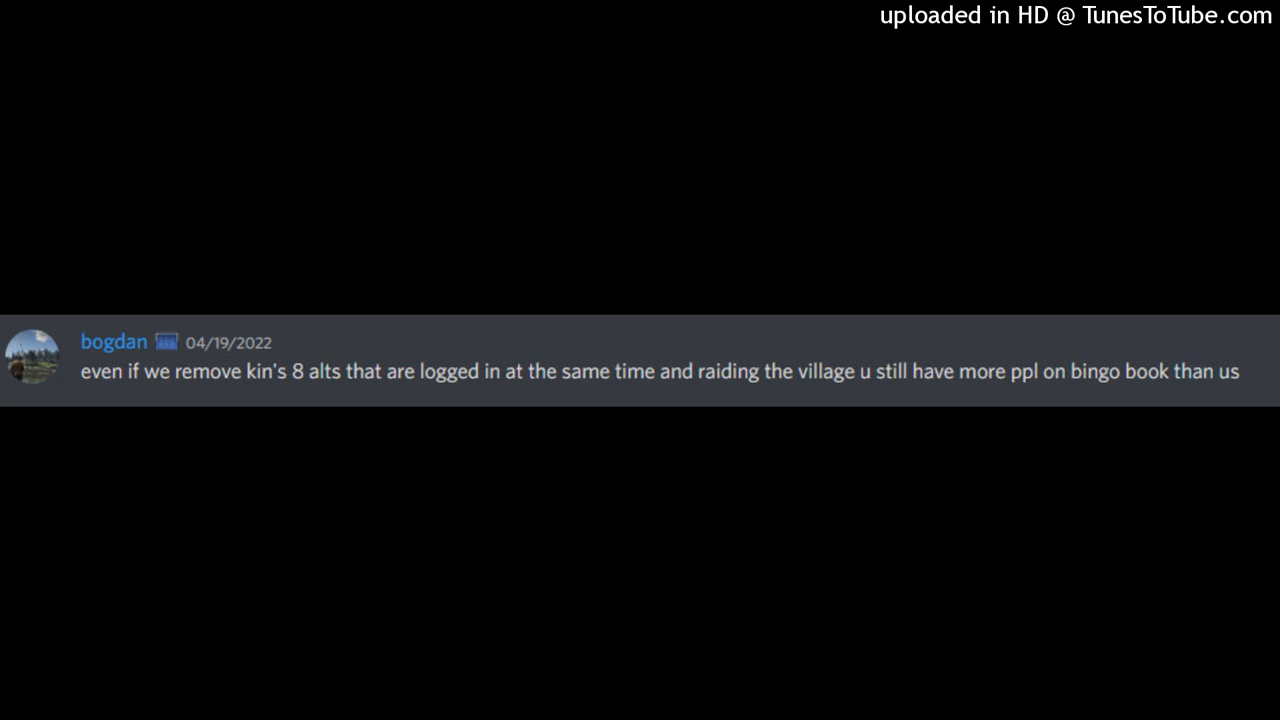 uploaded in HD @ TunesToTube.com
bogdan 04/19/2022
even if we remove kin's 8 alts that are logged in at the same time and raiding the village u still have more ppl on bingo book than us